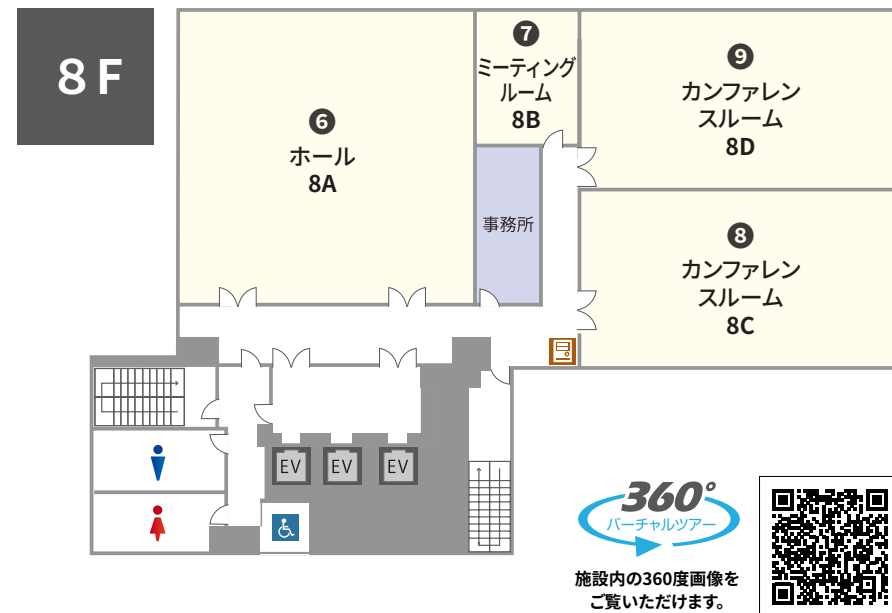 8F
❻
ホール
8A
❼
ミーティング
ルーム
8B
❾
カンファレン
スルーム
8D
事務所
❽
カンファレン
スルーム
8C
EV
EV
EV
360°
バーチャルツアー
施設内の360度画像を
ご覧いただけます。